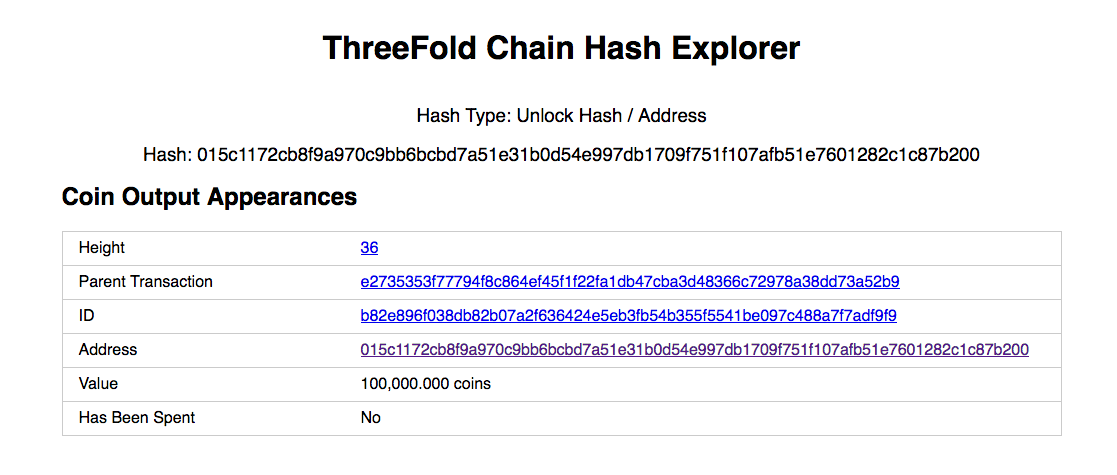 ThreeFold Chain Hash Explorer
Hash Type: Unlock Hash / Address
Hash: 015c1172cb8f9a970c9bb6bcbd7a51e31b0d54e997db1709f751f107afb51e7601282c1c87b200
Coin Output Appearances
Height 36
Parent Transaction e2735353f77794f8c864ef45f1f22fa1db47cba3d48366c72978a38dd73a52b9
ID b82e896f038db82b07a2f636424e5eb3fb54b355f5541be097c488a7f7adf9f9
Address 015c1172cb8f9a970c9bb6bcbd7a51e31b0d54e997db1709f751f107afb51e7601282c1c87b200
Value 100,000.000 coins
Has Been Spent No